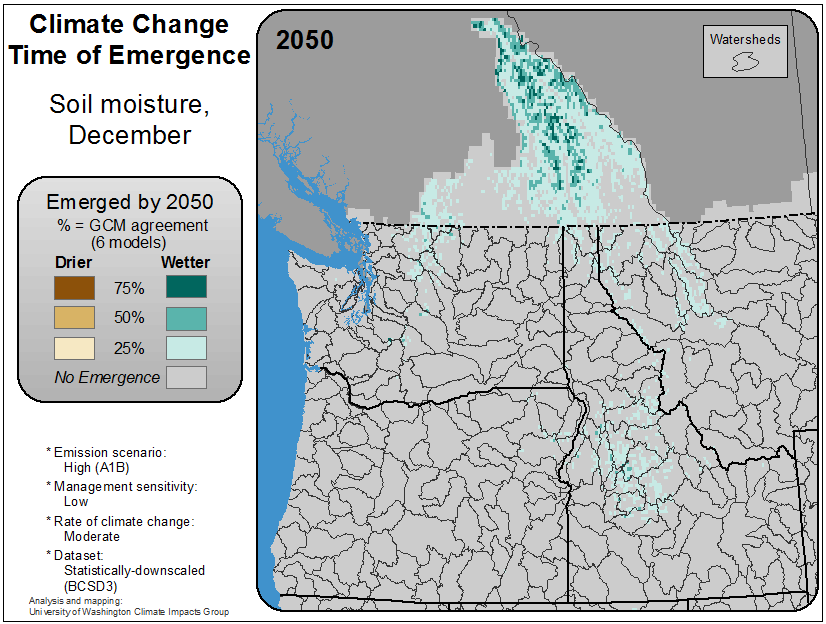 Climate Change
Time of Emergence
Soil moisture,
December
Emerged by 2050
% = GCM agreement
(6 models)
Drier Wetter
75%
50%
25%
No Emergence
* Emission scenario:
High (A1B)
* Management sensitivity:
Low
* Rate of climate change:
Moderate
* Dataset:
Statistically-downscaled
(BCSD3)
Analysis and mapping:
University of Washington Climate Impacts Group
2050
Watersheds